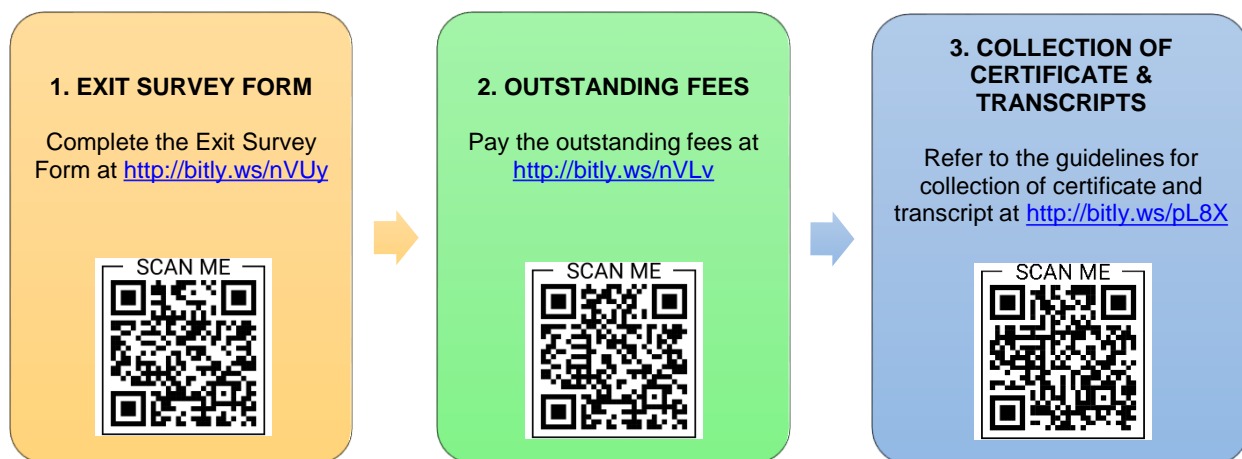 1. EXIT SURVEY FORM
Complete the Exit Survey
Form at http://bitly.ws/nVUy
SCAN ME
2. OUTSTANDING FEES
Pay the outstanding fees at
http://bitly.ws/nVLv
SCAN ME
3. COLLECTION OF
CERTIFICATE &
TRANSCRIPTS
Refer to the guidelines for
collection of certificate and
transcript at http://bitly.ws/pL8X
SCAN ME